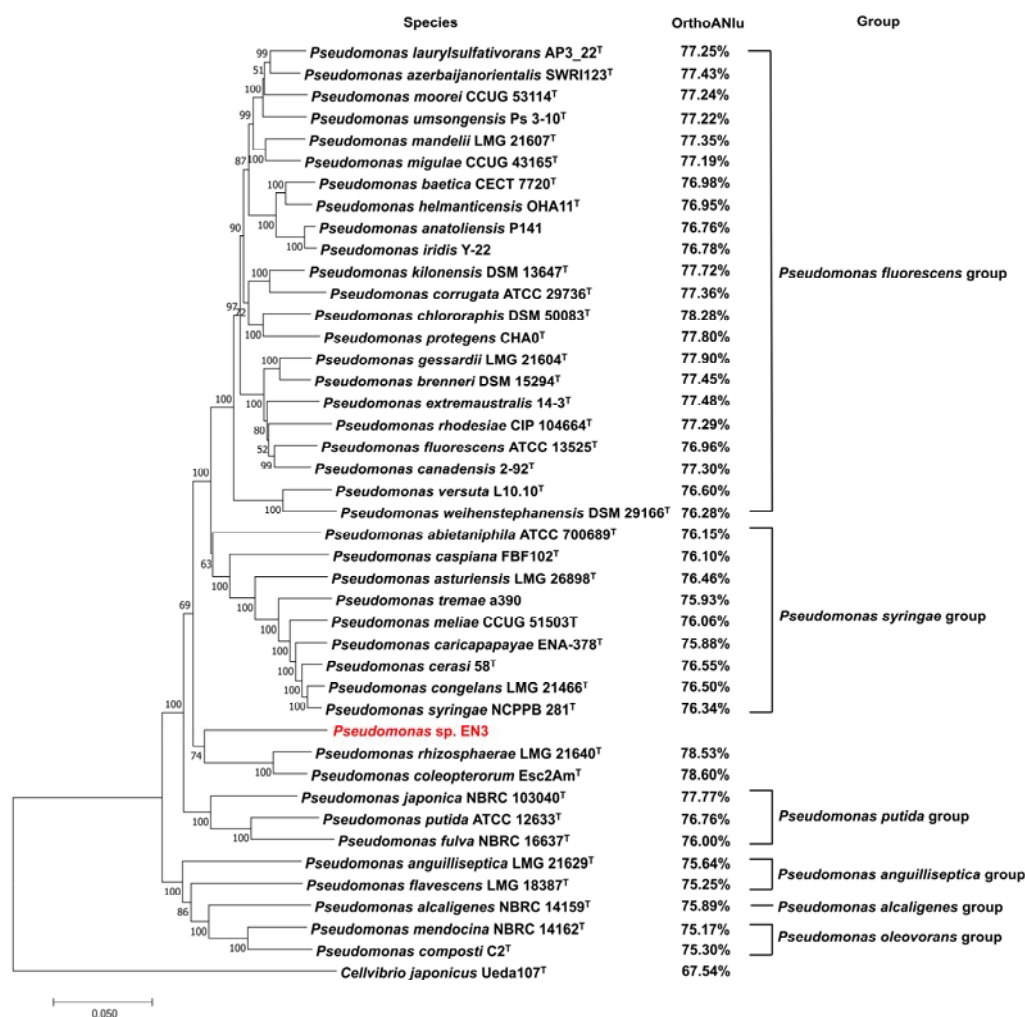 Species OrthoANIu Group
99 Pseudomonas laurylsulfativorans AP3_22ᵀ 77.25%
51 Pseudomonas azerbaijanorientalis SWRI123ᵀ 77.43%
100 Pseudomonas moorei CCUG 53114ᵀ 77.24%
99 Pseudomonas umsongensis Ps 3-10ᵀ 77.22%
Pseudomonas mandelii LMG 21607ᵀ 77.35%
87 100 Pseudomonas migulae CCUG 43165ᵀ 77.19%
100 Pseudomonas baetica CECT 7720ᵀ 76.98%
Pseudomonas helmanticensis OHA11ᵀ 76.95%
90 100 Pseudomonas anatoliensis P141 76.76%
100 Pseudomonas iridis Y-22 76.78%
100 Pseudomonas kilonensis DSM 13647ᵀ 77.72% Pseudomonas fluorescens group
Pseudomonas corrugata ATCC 29736ᵀ 77.36%
97 72 Pseudomonas chlororaphis DSM 50083ᵀ 78.28%
100 Pseudomonas protegens CHA0ᵀ 77.80%
100 Pseudomonas gessardii LMG 21604ᵀ 77.90%
Pseudomonas brenneri DSM 15294ᵀ 77.45%
100 100 Pseudomonas extremaustralis 14-3ᵀ 77.48%
80 Pseudomonas rhodesiae CIP 104664ᵀ 77.29%
52 Pseudomonas fluorescens ATCC 13525ᵀ 76.96%
99 Pseudomonas canadensis 2-92ᵀ 77.30%
100 Pseudomonas versuta L10.10ᵀ 76.60%
100 Pseudomonas weihenstephanensis DSM 29166ᵀ 76.28%
Pseudomonas abietaniphila ATCC 700689ᵀ 76.15%
63 Pseudomonas caspiana FBF102ᵀ 76.10%
100 Pseudomonas asturiensis LMG 26898ᵀ 76.46%
69 100 Pseudomonas tremae a390 75.93%
Pseudomonas meliae CCUG 51503T 76.06% Pseudomonas syringae group
100 Pseudomonas caricapapayae ENA-378ᵀ 75.88%
100 Pseudomonas cerasi 58ᵀ 76.55%
100 Pseudomonas congelans LMG 21466ᵀ 76.50%
100 100 Pseudomonas syringae NCPPB 281ᵀ 76.34%
Pseudomonas sp. EN3
74 Pseudomonas rhizosphaerae LMG 21640ᵀ 78.53%
100 Pseudomonas coleopterorum Esc2Amᵀ 78.60%
Pseudomonas japonica NBRC 103040ᵀ 77.77%
100 Pseudomonas putida ATCC 12633ᵀ 76.76% Pseudomonas putida group
100 Pseudomonas fulva NBRC 16637ᵀ 76.00%
Pseudomonas anguilliseptica LMG 21629ᵀ 75.64% Pseudomonas anguilliseptica group
100 Pseudomonas flavescens LMG 18387ᵀ 75.25%
86 Pseudomonas alcaligenes NBRC 14159ᵀ 75.89% Pseudomonas alcaligenes group
100 Pseudomonas mendocina NBRC 14162ᵀ 75.17% Pseudomonas oleovorans group
100 Pseudomonas composti C2ᵀ 75.30%
Cellvibrio japonicus Ueda107ᵀ 67.54%
0.050